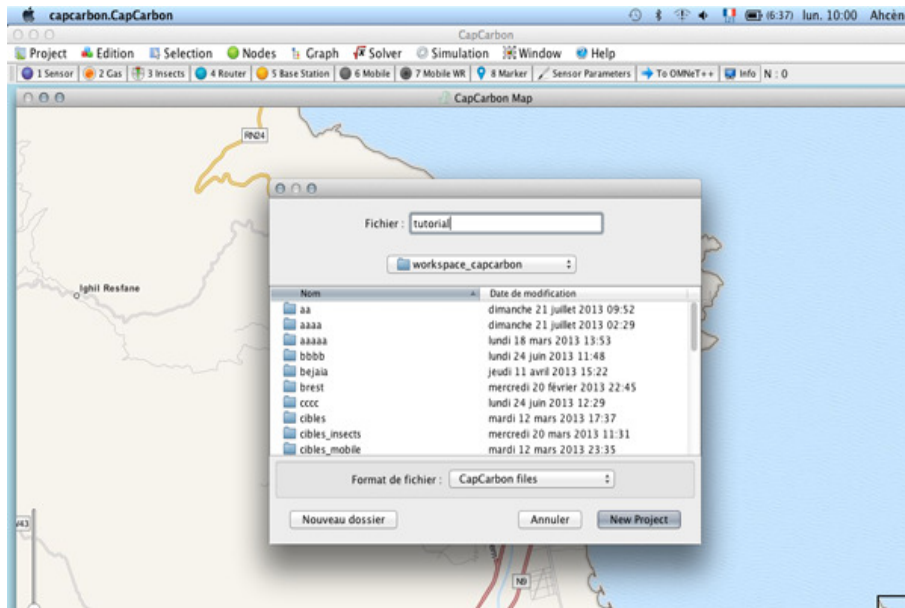 capcarbon.CapCarbon (6:37) lun. 10:00 Ahcèn
CapCarbon
Project Edition Selection Nodes Graph Solver Simulation Window Help
1 Sensor 2 Gas 3 Insects 4 Router 5 Base Station 6 Mobile 7 Mobile WR 8 Marker Sensor Parameters To OMNeT++ Info N : 0
CapCarbon Map
RN24
Fichier : tutorial
workspace_capcarbon
Ighil Resfane
Nom Date de modification
aa dimanche 21 juillet 2013 09:52
aaaa dimanche 21 juillet 2013 02:29
aaaaa lundi 18 mars 2013 13:53
bbbb lundi 24 juin 2013 11:48
bejaia jeudi 11 avril 2013 15:22
brest mercredi 20 février 2013 22:45
cccc lundi 24 juin 2013 12:29
cibles mardi 12 mars 2013 17:37
cibles_insects mercredi 20 mars 2013 11:31
cibles_mobile mardi 12 mars 2013 23:35
Format de fichier : CapCarbon files
Nouveau dossier Annuler New Project
N9